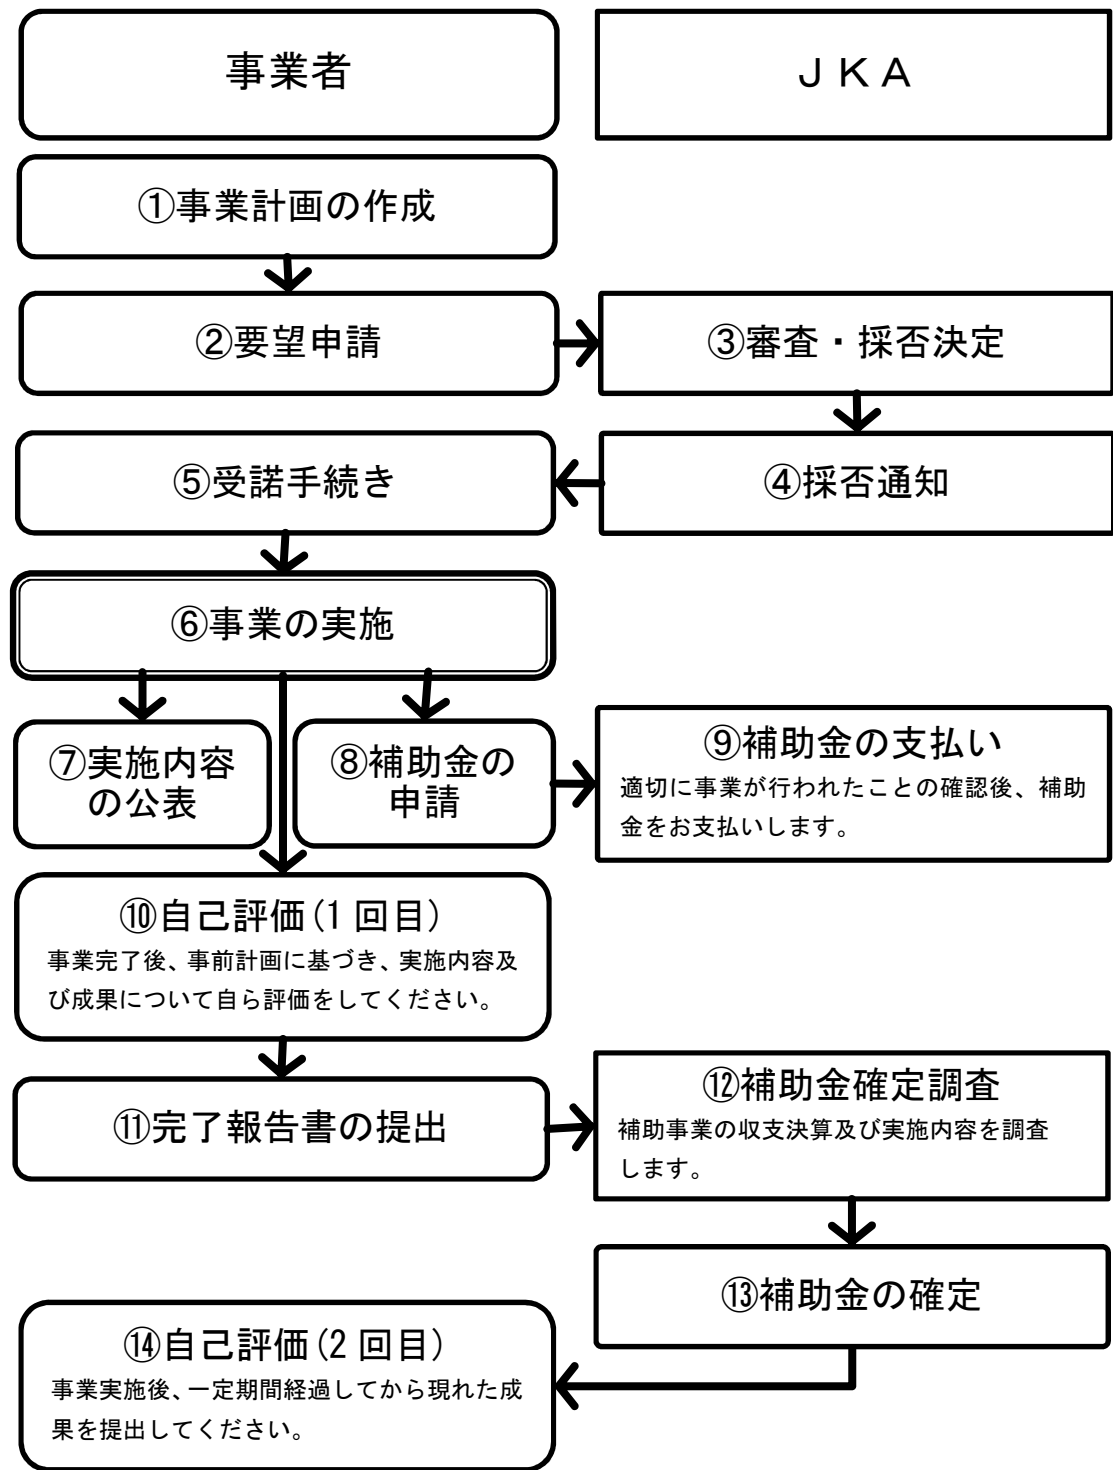 事業者
ＪＫＡ
①事業計画の作成
②要望申請
③審査・採否決定
⑤受諾手続き
④採否通知
⑥事業の実施
⑦実施内容
の公表
⑧補助金の
申請
⑨補助金の支払い
適切に事業が行われたことの確認後、補助
金をお支払いします。
⑩自己評価(1回目)
事業完了後、事前計画に基づき、実施内容及
び成果について自ら評価をしてください。
⑪完了報告書の提出
⑫補助金確定調査
補助事業の収支決算及び実施内容を調査
します。
⑬補助金の確定
⑭自己評価(2回目)
事業実施後、一定期間経過してから現れた成
果を提出してください。